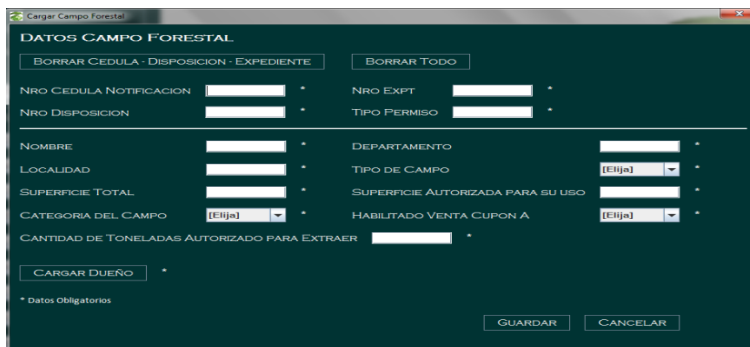 Cargar Campo Forestal
DATOS CAMPO FORESTAL
BORRAR CEDULA - DISPOSICION - EXPEDIENTE BORRAR TODO
NRO CEDULA NOTIFICACION * NRO EXPT *
NRO DISPOSICION * TIPO PERMISO *
NOMBRE * DEPARTAMENTO *
LOCALIDAD * TIPO DE CAMPO [Elija] *
SUPERFICIE TOTAL * SUPERFICIE AUTORIZADA PARA SU USO *
CATEGORIA DEL CAMPO [Elija] * HABILITADO VENTA CUPON A [Elija] *
CANTIDAD DE TONELADAS AUTORIZADO PARA EXTRAER *
CARGAR DUEÑO *
* Datos Obligatorios
GUARDAR CANCELAR